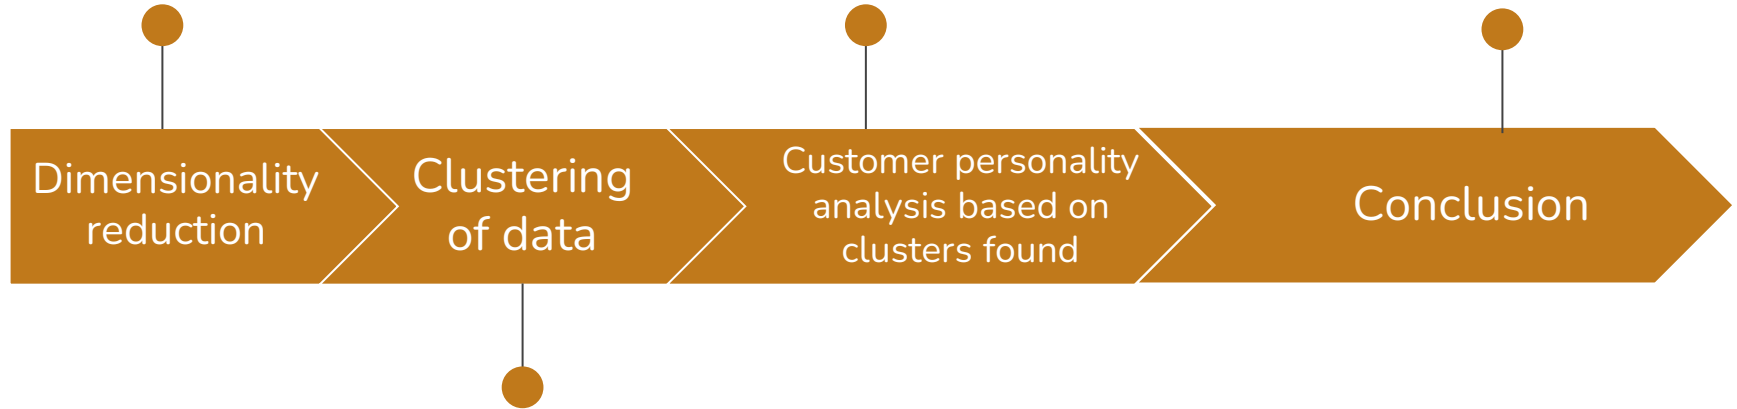 Dimensionality
reduction
Clustering
of data
Customer personality
analysis based on
clusters found
Conclusion